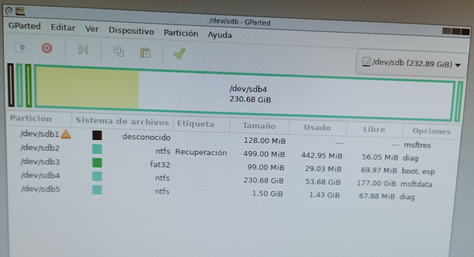 /dev/sdb - GParted
GParted Editar Ver Dispositivo Partición Ayuda
/dev/sdb (232.89 GiB)
/dev/sdb4
230.68 GiB
Partición Sistema de archivos Etiqueta Tamaño Usado Libre Opciones
/dev/sdb1 desconocido 128.00 MiB --- --- msftres
/dev/sdb2 ntfs Recuperación 499.00 MiB 442.95 MiB 56.05 MiB diag
/dev/sdb3 fat32 99.00 MiB 29.03 MiB 69.97 MiB boot, esp
/dev/sdb4 ntfs 230.68 GiB 53.68 GiB 177.00 GiB msftdata
/dev/sdb5 ntfs 1.50 GiB 1.43 GiB 67.88 MiB diag